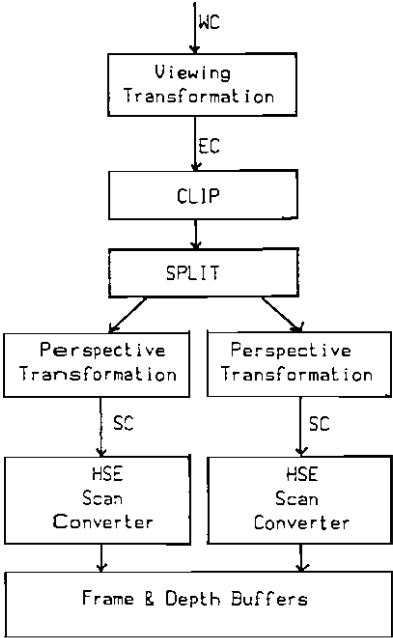 WC
Viewing
Transformation
EC
CLIP
SPLIT
Perspective
Transformation
Perspective
Transformation
SC
SC
HSE
Scan
Converter
HSE
Scan
Converter
Frame & Depth Buffers